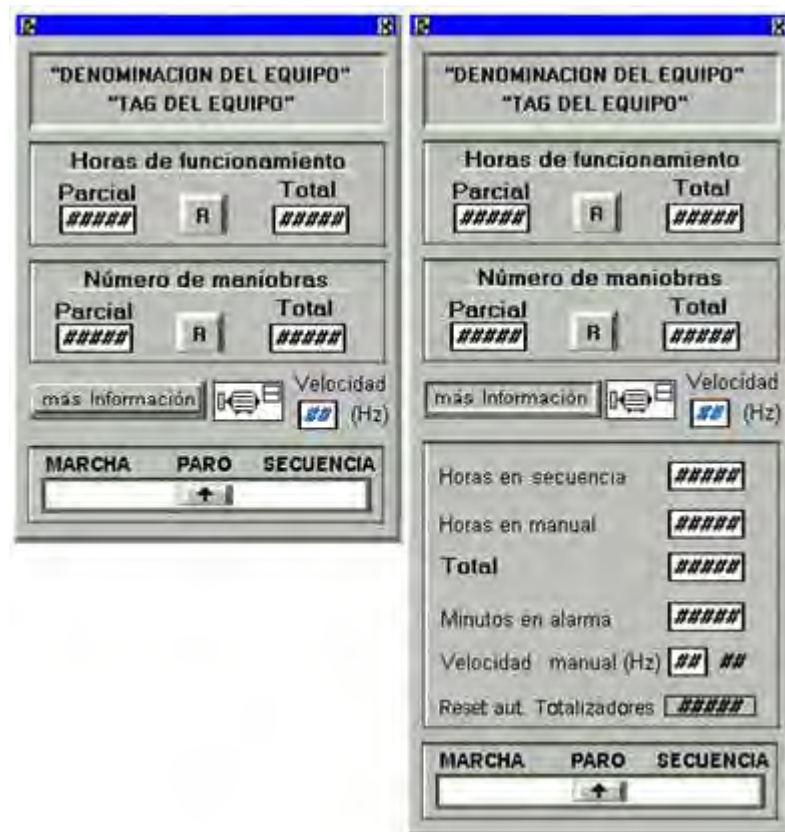 "DENOMINACION DEL EQUIPO"
"TAG DEL EQUIPO"
Horas de funcionamiento
Parcial Total
##### R #####
Número de maniobras
Parcial Total
##### R #####
más Información Velocidad
## (Hz)
MARCHA PARO SECUENCIA
"DENOMINACION DEL EQUIPO"
"TAG DEL EQUIPO"
Horas de funcionamiento
Parcial Total
##### R #####
Número de maniobras
Parcial Total
##### R #####
más Información Velocidad
## (Hz)
Horas en secuencia #####
Horas en manual #####
Total #####
Minutos en alarma #####
Velocidad manual (Hz) ## ##
Reset aut. Totalizadores #####
MARCHA PARO SECUENCIA